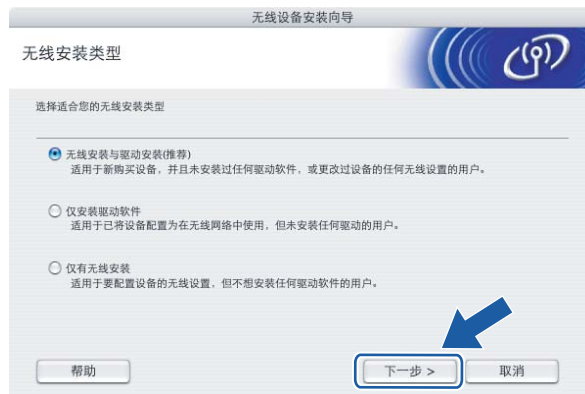 无线设备安装向导
无线安装类型
选择适合您的无线安装类型
无线安装与驱动安装(推荐)
适用于新购买设备，并且未安装过任何驱动软件，或更改过设备的任何无线设置的用户。
仅安装驱动软件
适用于已将设备配置为在无线网络中使用，但未安装任何驱动的用户。
仅有无线安装
适用于要配置设备的无线设置，但不想安装任何驱动软件的用户。
帮助
下一步 >
取消